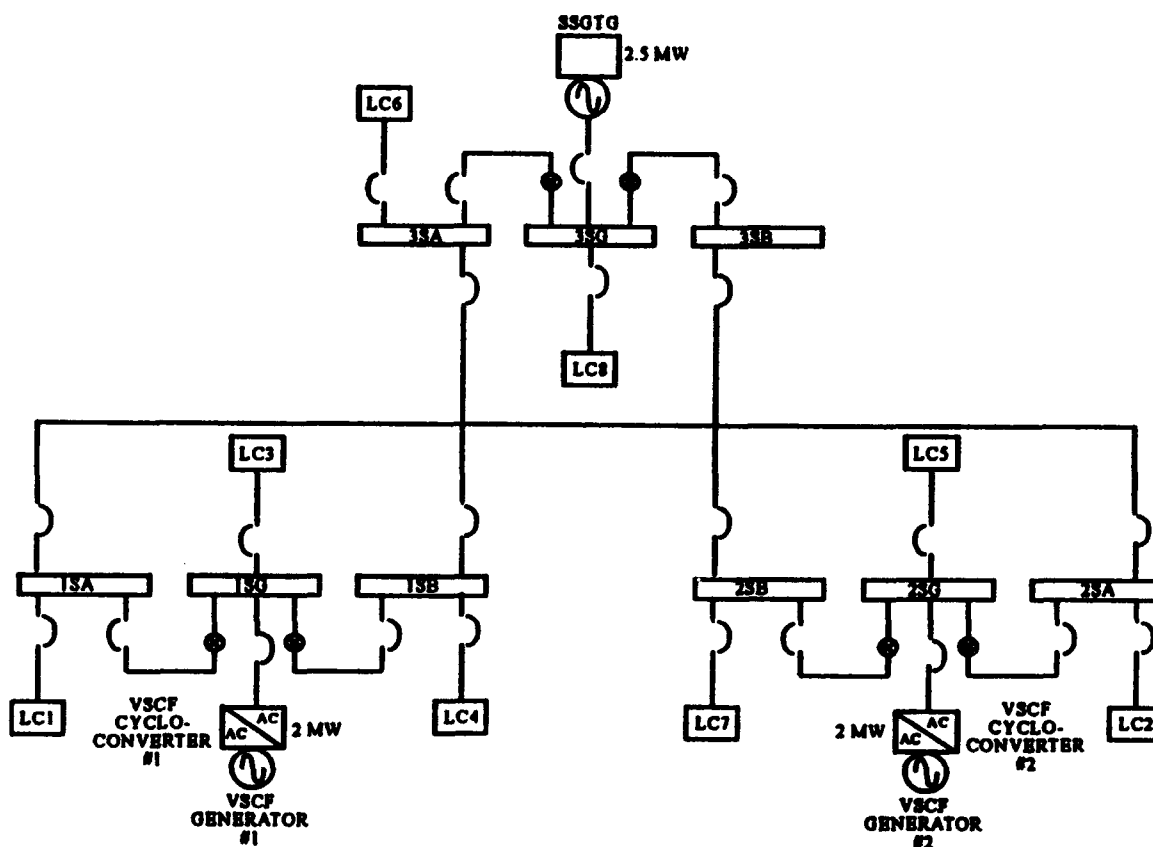 SSGTG
2.5 MW
LC6
3SA
3SG
3SB
LC8
LC3
LC5
1SA
1SG
1SB
2SB
2SG
2SA
LC1
VSCF
CYCLO-
CONVERTER
#1
AC
AC
2 MW
LC4
LC7
2 MW
AC
AC
VSCF
CYCLO-
CONVERTER
#2
LC2
VSCF
GENERATOR
#1
VSCF
GENERATOR
#2